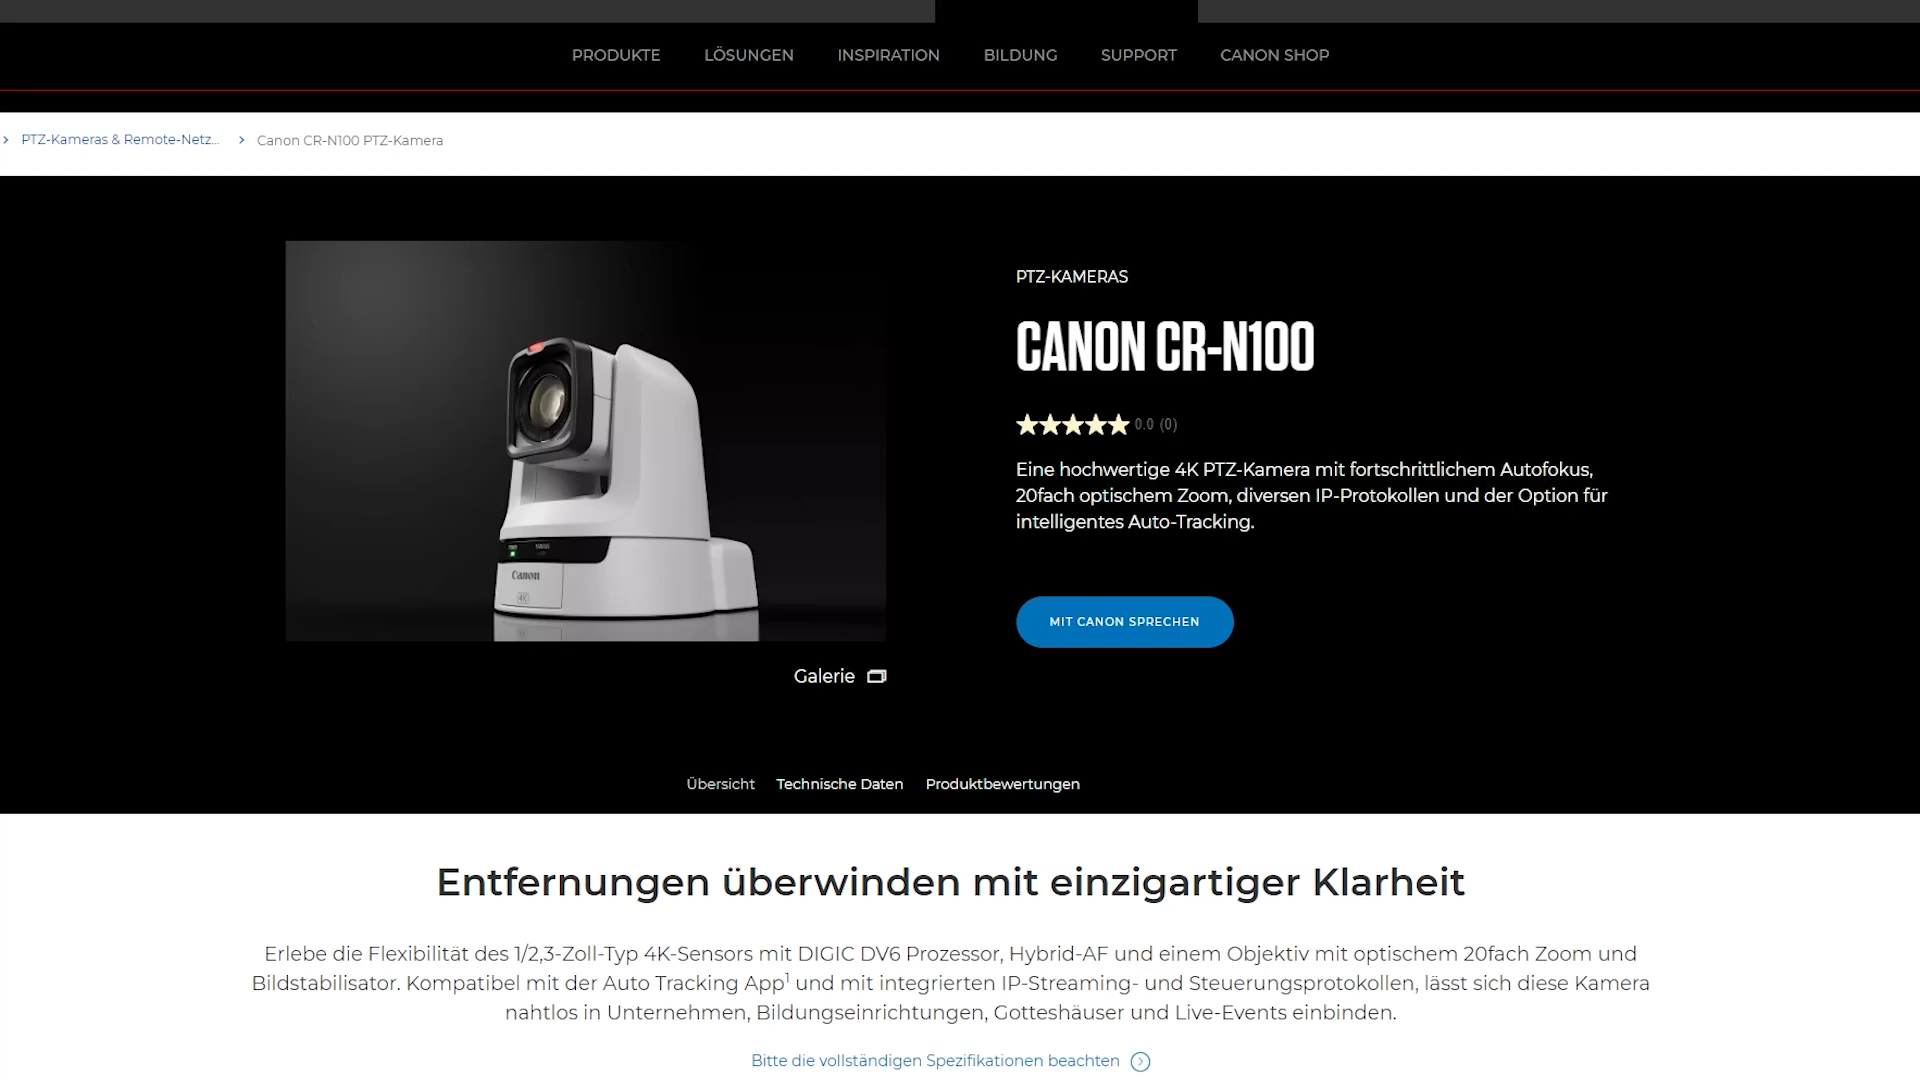 PRODUKTE LÖSUNGEN INSPIRATION BILDUNG SUPPORT CANON SHOP
PTZ-Kameras & Remote-Netz... Canon CR-N100 PTZ-Kamera
PTZ-KAMERAS
CANON CR-N100
0.0 (0)
Eine hochwertige 4K PTZ-Kamera mit fortschrittlichem Autofokus,
20fach optischem Zoom, diversen IP-Protokollen und der Option für
intelligentes Auto-Tracking.
Canon
4K
MIT CANON SPRECHEN
Galerie
Übersicht Technische Daten Produktbewertungen
Entfernungen überwinden mit einzigartiger Klarheit
Erlebe die Flexibilität des 1/2,3-Zoll-Typ 4K-Sensors mit DIGIC DV6 Prozessor, Hybrid-AF und einem Objektiv mit optischem 20fach Zoom und
Bildstabilisator. Kompatibel mit der Auto Tracking App¹ und mit integrierten IP-Streaming- und Steuerungsprotokollen, lässt sich diese Kamera
nahtlos in Unternehmen, Bildungseinrichtungen, Gotteshäuser und Live-Events einbinden.
Bitte die vollständigen Spezifikationen beachten